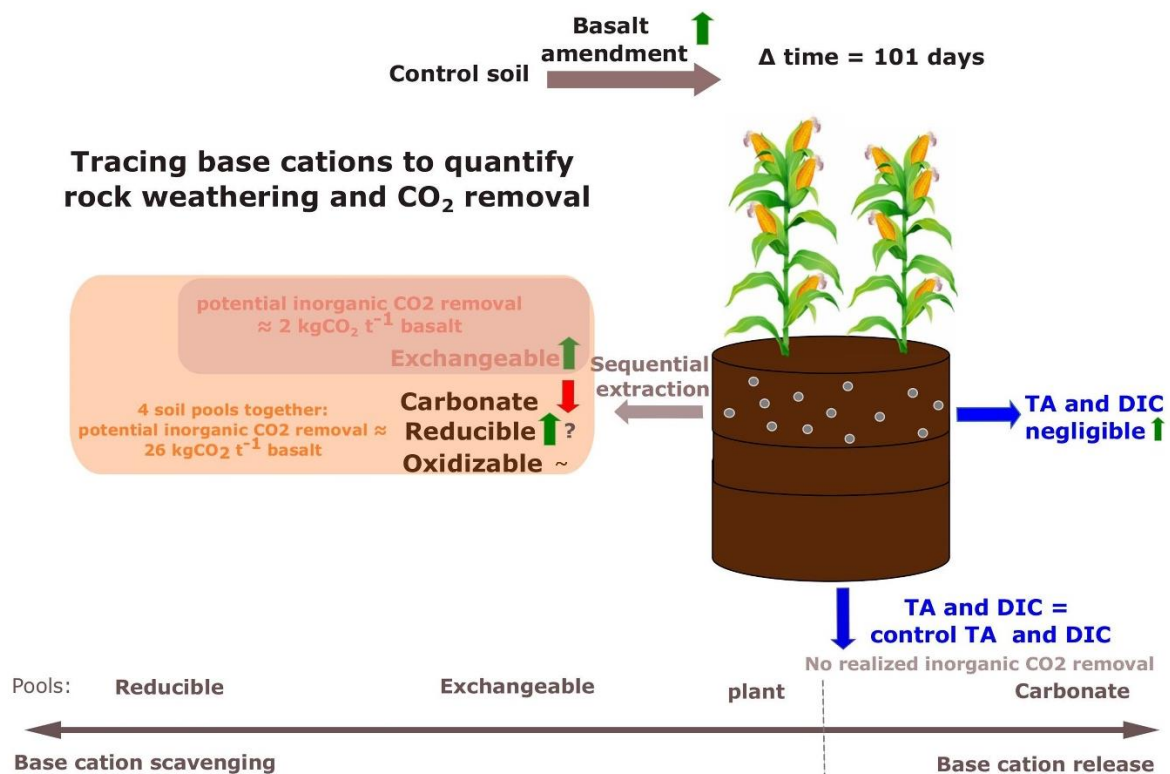 Basalt
amendment
Control soil
Δ time = 101 days
Tracing base cations to quantify
rock weathering and CO₂ removal
potential inorganic CO2 removal
≈ 2 kgCO₂ t⁻¹ basalt
Exchangeable
Carbonate
Reducible ?
Oxidizable ~
4 soil pools together:
potential inorganic CO2 removal ≈
26 kgCO₂ t⁻¹ basalt
Sequential
extraction
TA and DIC
negligible
TA and DIC =
control TA and DIC
No realized inorganic CO2 removal
Pools: Reducible Exchangeable plant Carbonate
Base cation scavenging Base cation release